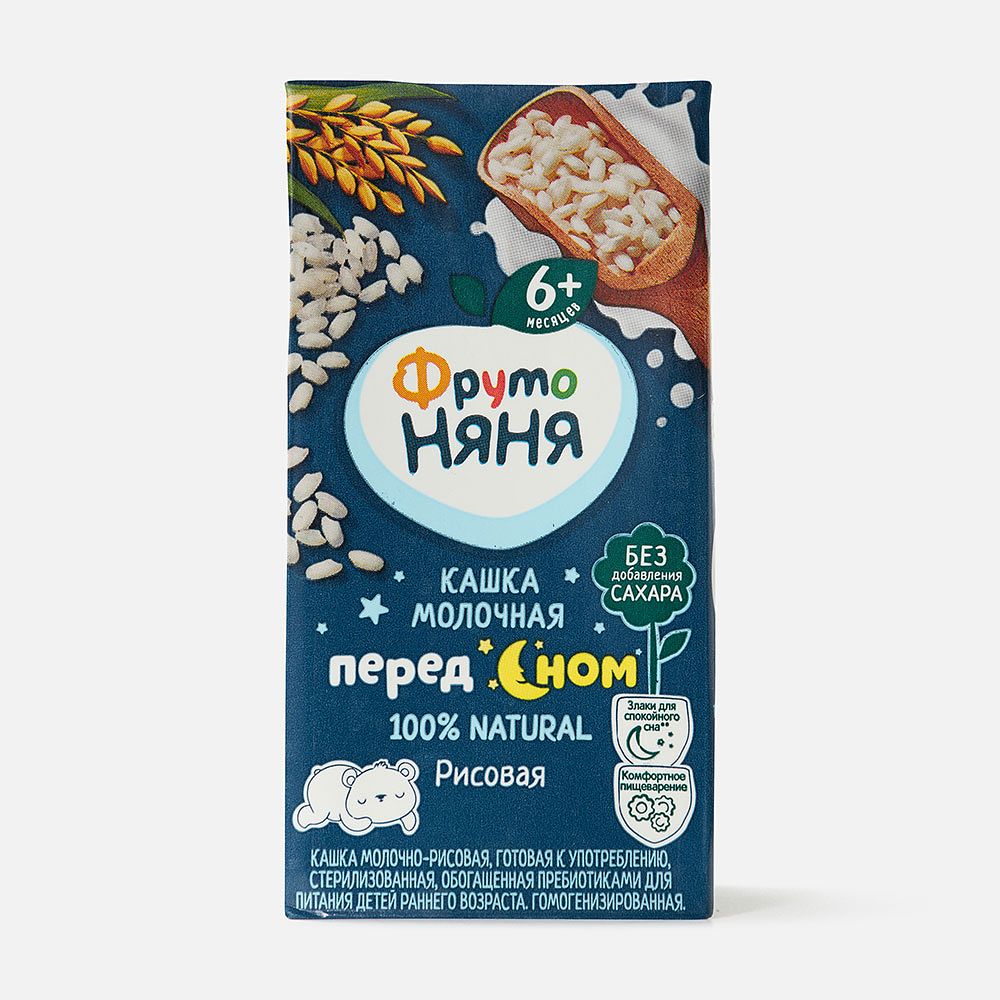 6+
месяцев
Фруто
НЯНЯ
БЕЗ
добавления
САХАРА
КАШКА
МОЛОЧНАЯ
перед Сном
100% NATURAL
Рисовая
Злаки для
спокойного
сна**
Комфортное
пищеварение
КАШКА МОЛОЧНО-РИСОВАЯ, ГОТОВАЯ К УПОТРЕБЛЕНИЮ,
СТЕРИЛИЗОВАННАЯ, ОБОГАЩЕННАЯ ПРЕБИОТИКАМИ ДЛЯ
ПИТАНИЯ ДЕТЕЙ РАННЕГО ВОЗРАСТА. ГОМОГЕНИЗИРОВАННАЯ.